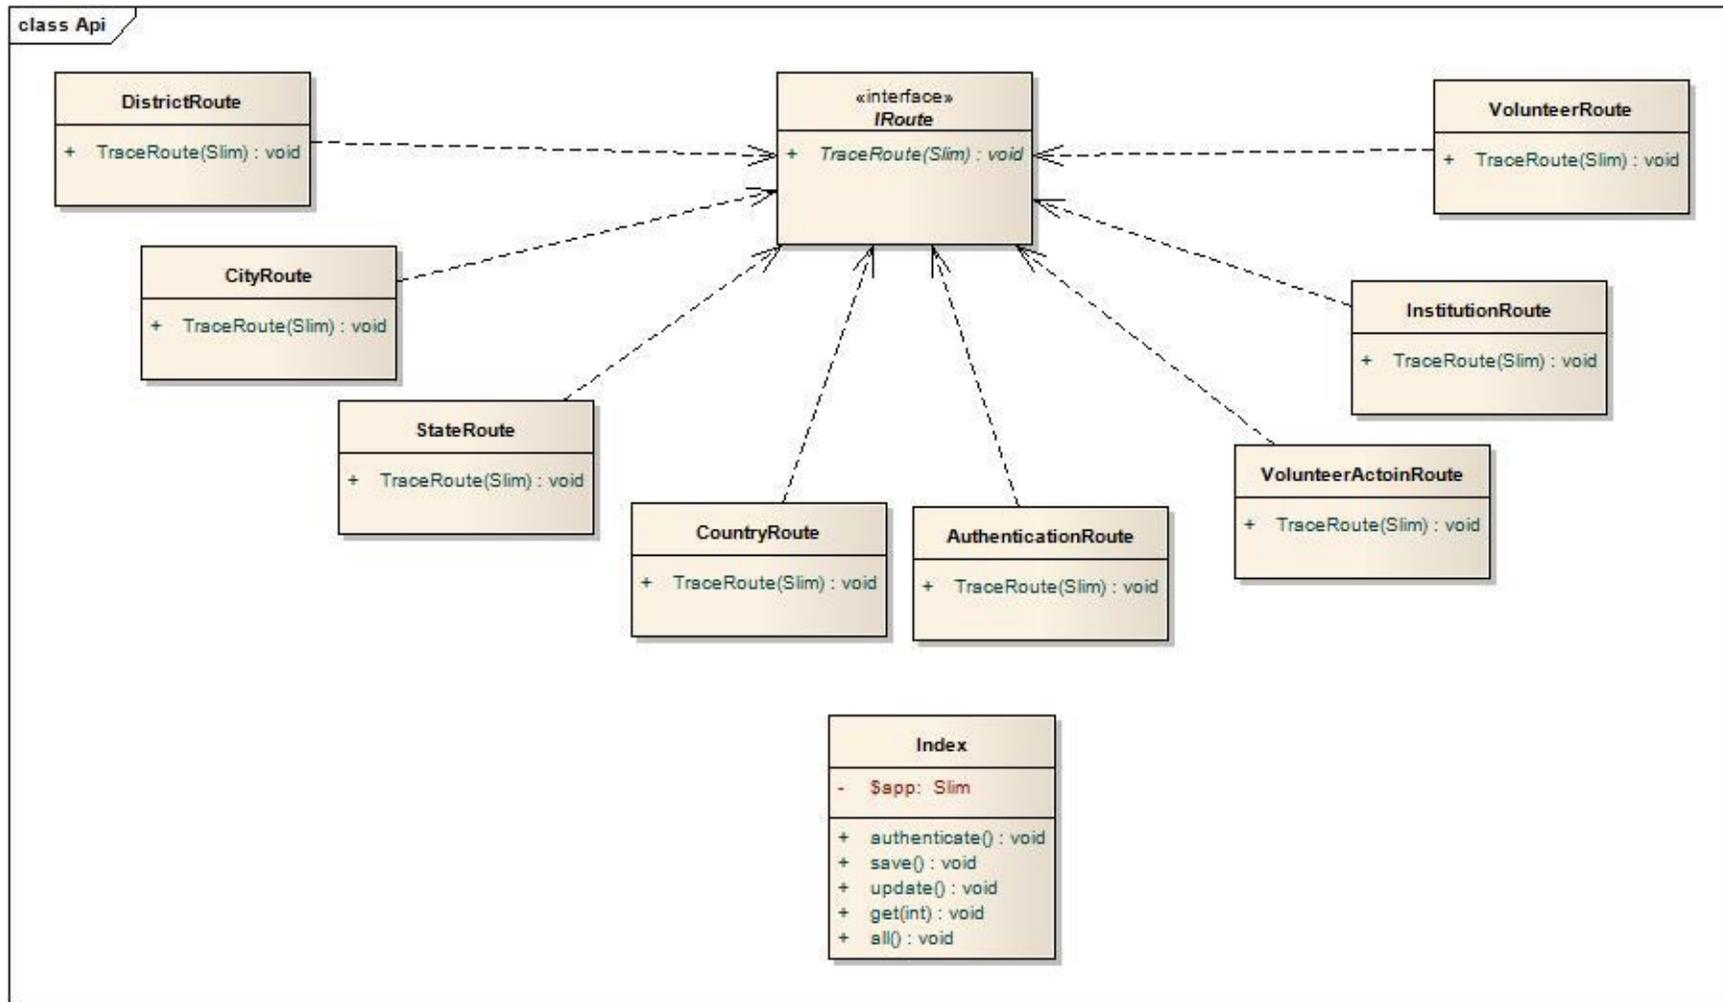 class Api
DistrictRoute
+ TraceRoute(Slim) : void
«interface»
IRoute
+ TraceRoute(Slim) : void
VolunteerRoute
+ TraceRoute(Slim) : void
CityRoute
+ TraceRoute(Slim) : void
InstitutionRoute
+ TraceRoute(Slim) : void
StateRoute
+ TraceRoute(Slim) : void
VolunteerActoinRoute
+ TraceRoute(Slim) : void
CountryRoute
+ TraceRoute(Slim) : void
AuthenticationRoute
+ TraceRoute(Slim) : void
Index
- $app: Slim
+ authenticate() : void
+ save() : void
+ update() : void
+ get(int) : void
+ all() : void